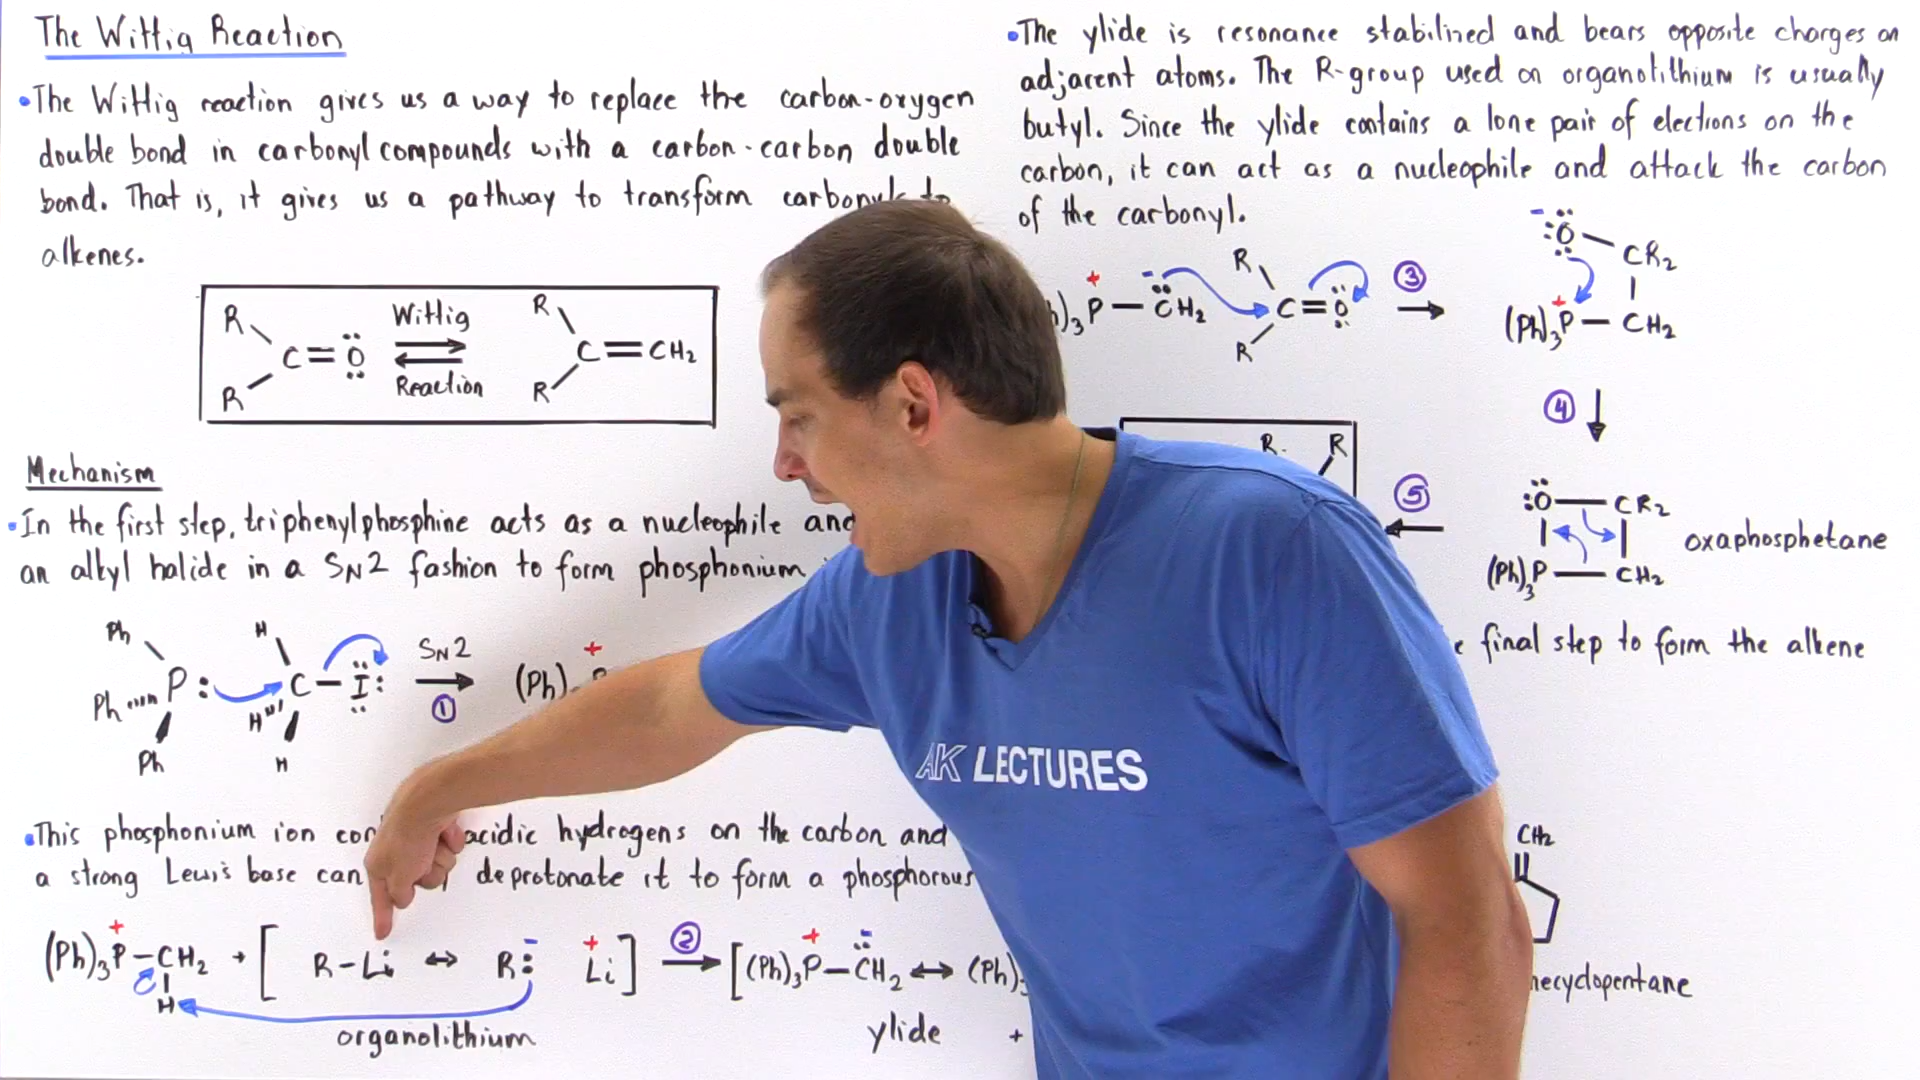 The Wittig Reaction
•The Wittig reaction gives us a way to replace the carbon-oxygen
double bond in carbonyl compounds with a carbon-carbon double
bond. That is, it gives us a pathway to transform carbonyls to
alkenes.
R
R
C=O
Wittig
Reaction
R
R
C=CH2
Mechanism
•In the first step, triphenylphosphine acts as a nucleophile and
an alkyl halide in a SN2 fashion to form phosphonium
Ph
Ph
Ph
P:
H
H
H
C-I:
SN2
1
(Ph)
+
•This phosphonium ion acidic hydrogens on the carbon and
a strong Lewis base can deprotonate it to form a phosphorous
(Ph)3P+-CH2
H
+ [ R-Li ↔ R:- Li+ ]
2
[(Ph)3P+-CH2- ↔ (Ph)3
organolithium
ylide +
•The ylide is resonance stabilized and bears opposite charges on
adjacent atoms. The R-group used on organolithium is usually
butyl. Since the ylide contains a lone pair of electrons on the
carbon, it can act as a nucleophile and attack the carbon
of the carbonyl.
)3P+-CH2-
R
R
C=O
3
-:O-CR2
(Ph)3P+-CH2
4
:O-CR2
(Ph)3P-CH2
oxaphosphetane
5
R R
final step to form the alkene
CH2
necyclopentane
AK LECTURES